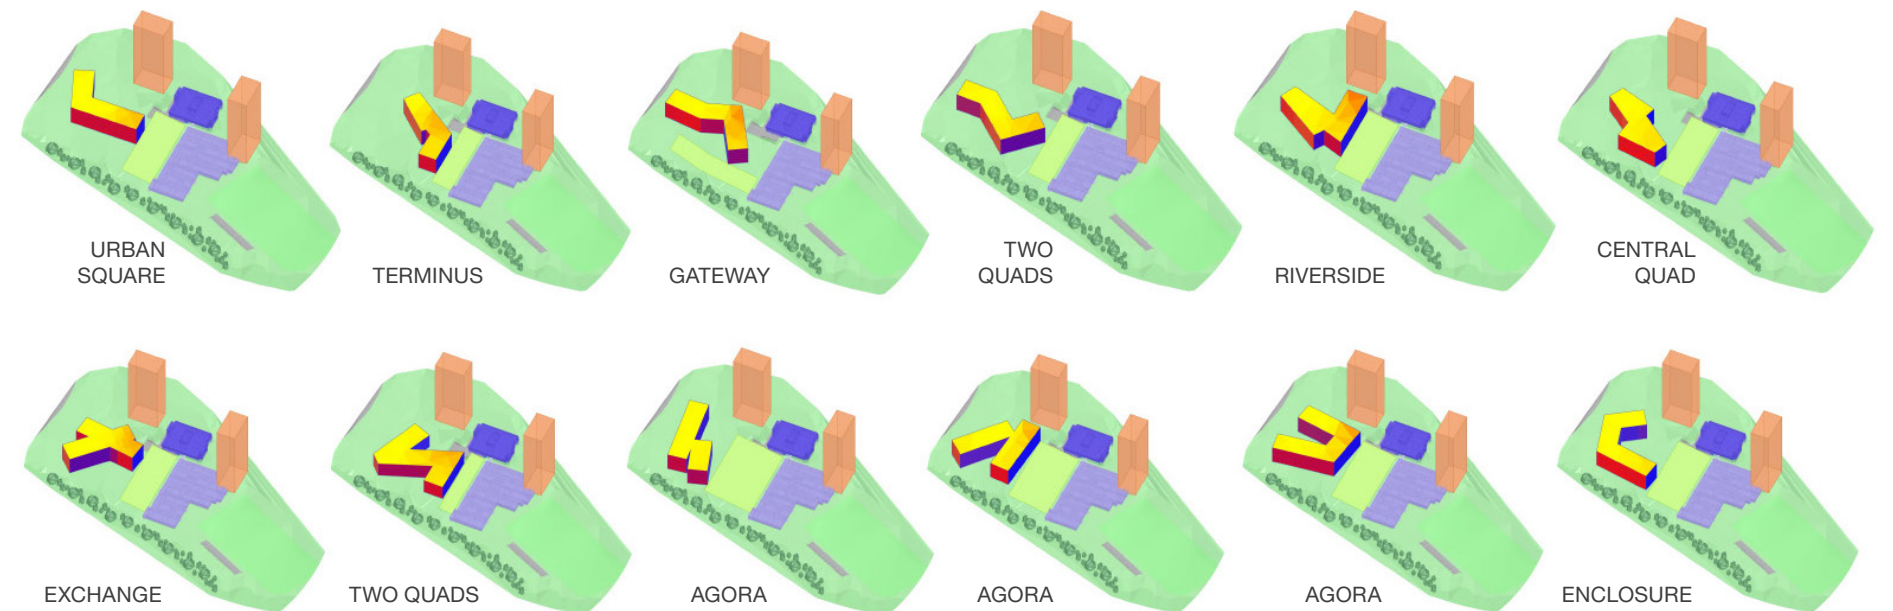 URBAN
SQUARE
TERMINUS
GATEWAY
TWO
QUADS
RIVERSIDE
CENTRAL
QUAD
EXCHANGE
TWO QUADS
AGORA
AGORA
AGORA
ENCLOSURE